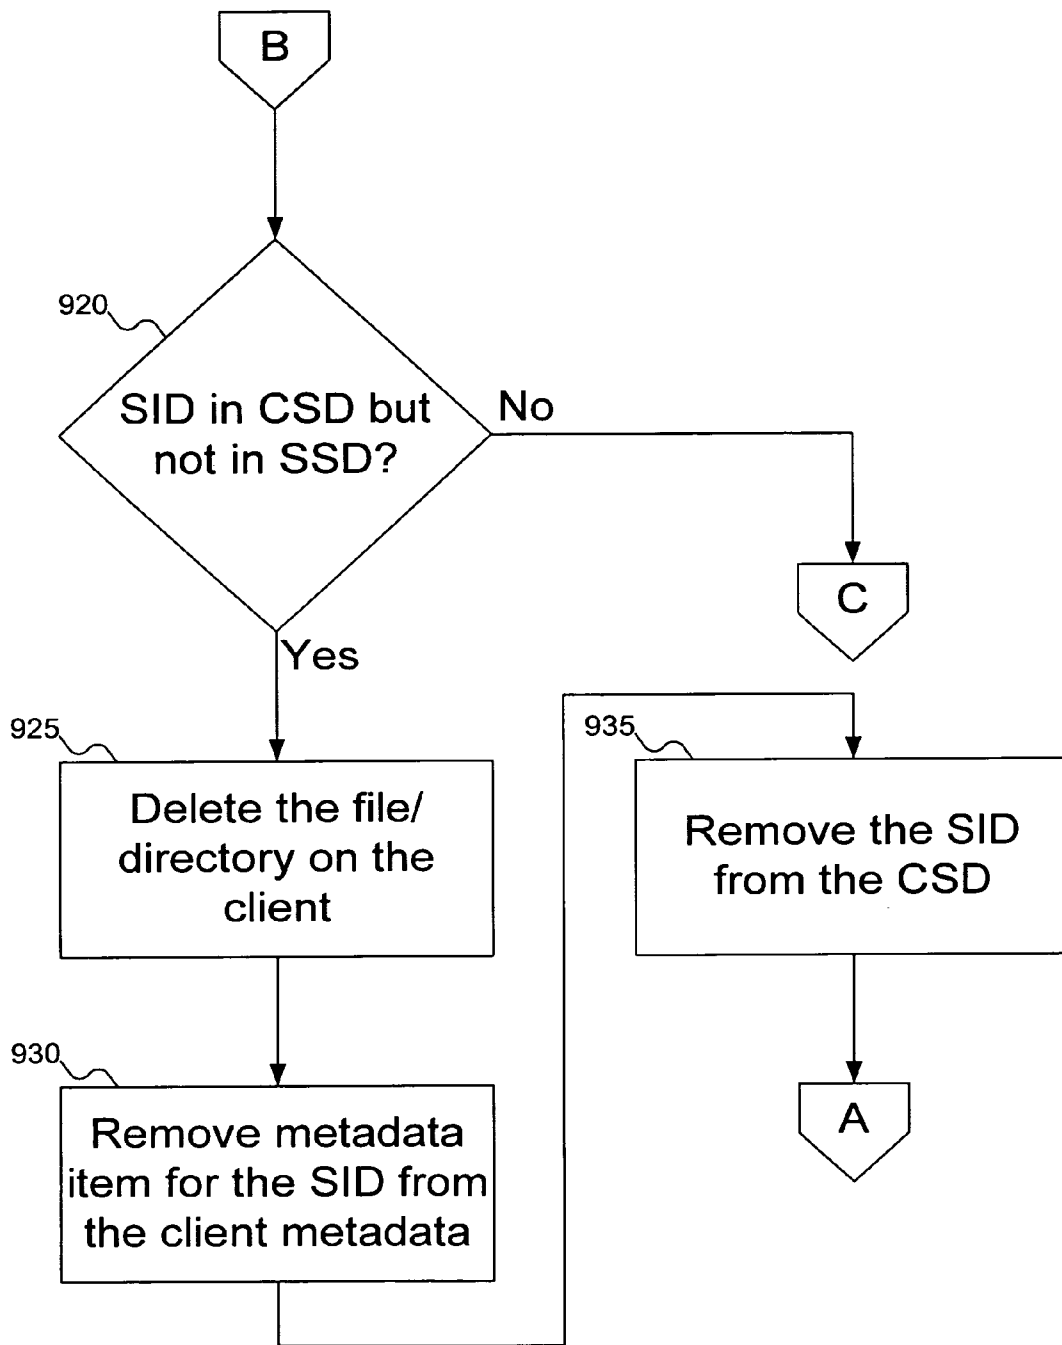 B
920
SID in CSD but
not in SSD?
No
C
Yes
925
Delete the file/
directory on the
client
935
Remove the SID
from the CSD
930
Remove metadata
item for the SID from
the client metadata
A